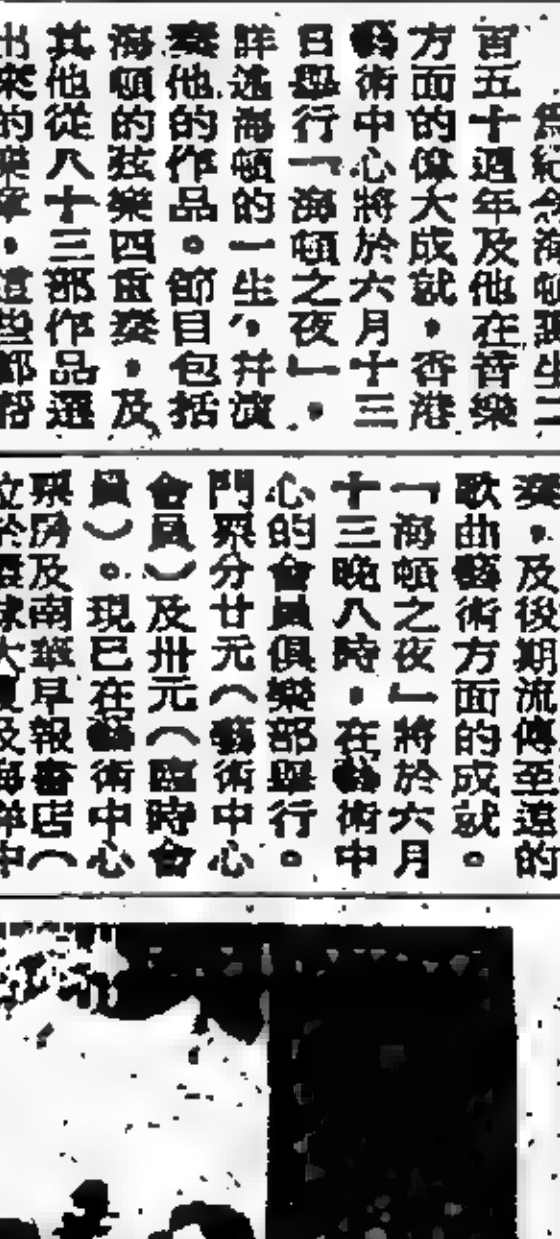 為紀念海頓誕生二
百五十週年及他在音樂
方面的偉大成就，香港
藝術中心將於六月十三
日舉行「海頓之夜」，
詳述海頓的一生，并演
奏他的作品。節目包括
海頓的弦樂四重奏，及
其他從八十三部作品選
出來的樂章，這些都
奏，及後期流傳至遠的
歌曲藝術方面的成就。
「海頓之夜」將於六月
十三晚八時，在藝術中
心的會員俱樂部舉行。
門票分廿元（藝術中心
會員）及卅元（臨時會
員）。現已在藝術中心
票房及南華早報書店（
位於環球大廈及海洋中